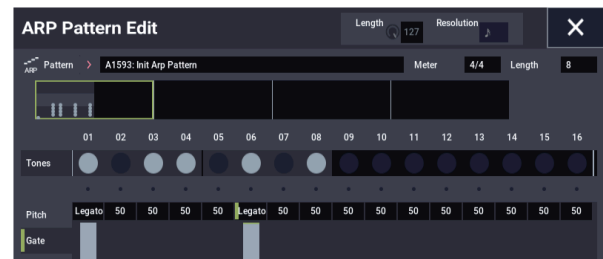 ARP Pattern Edit
Length 127 Resolution
ARP Pattern > A1593: Init Arp Pattern Meter 4/4 Length 8
01 02 03 04 05 06 07 08 09 10 11 12 13 14 15 16
Tones
Pitch Legato 50 50 50 50 Legato 50 50 50 50 50 50 50 50 50 50
Gate